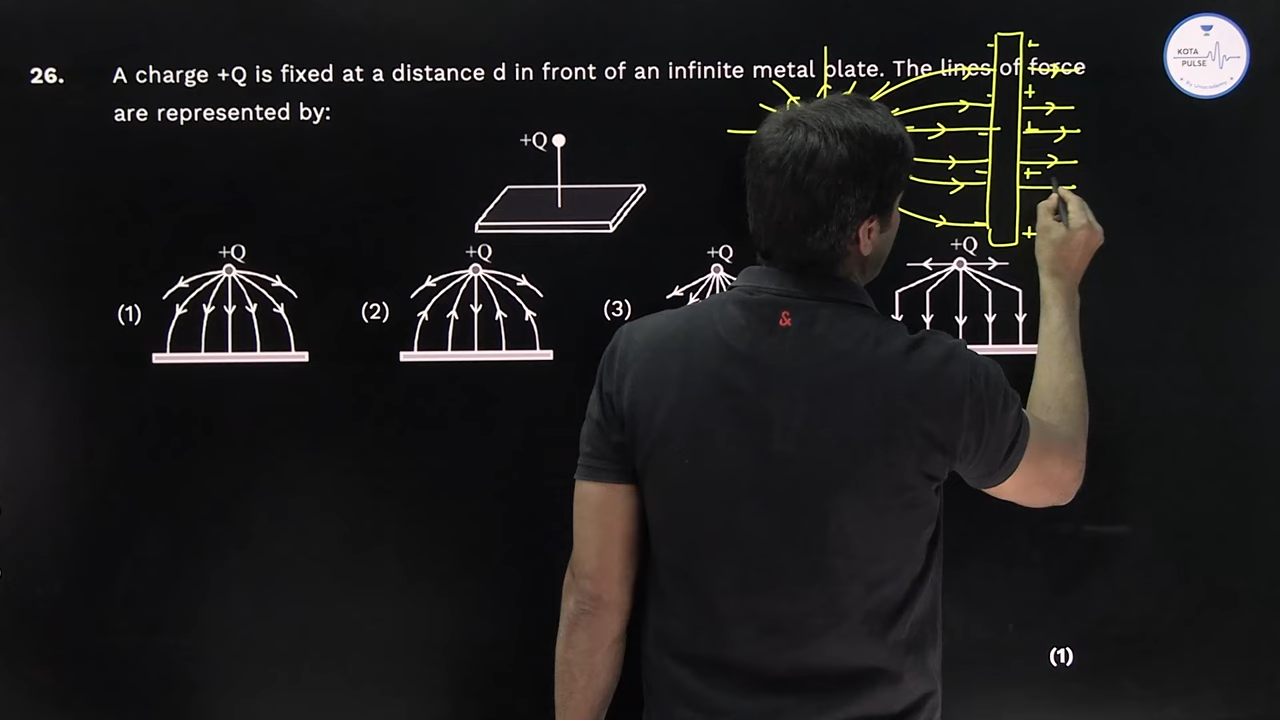 26. A charge +Q is fixed at a distance d in front of an infinite metal plate. The lines of force
are represented by:
+Q
+Q
+Q
+Q
+Q
(1)
(2)
(3)
(1)
KOTA
PULSE